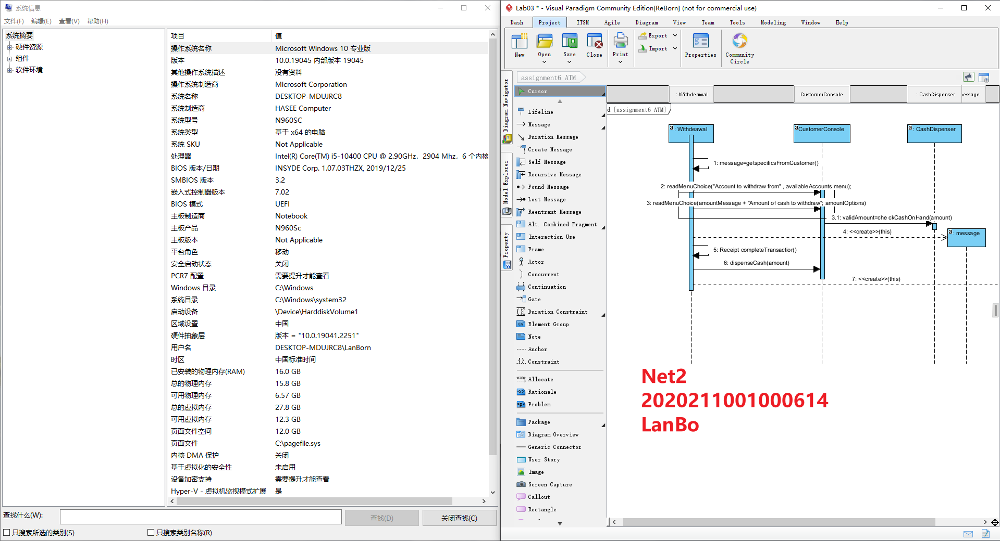 系统信息
文件(F) 编辑(E) 查看(V) 帮助(H)
系统摘要
硬件资源
组件
软件环境
项目 值
操作系统名称 Microsoft Windows 10 专业版
版本 10.0.19045 内部版本 19045
其他操作系统描述 没有资料
操作系统制造商 Microsoft Corporation
系统名称 DESKTOP-MDUJRC8
系统制造商 HASEE Computer
系统型号 N960SC
系统类型 基于 x64 的电脑
系统 SKU Not Applicable
处理器 Intel(R) Core(TM) i5-10400 CPU @ 2.90GHz，2904 Mhz，6 个内核
BIOS 版本/日期 INSYDE Corp. 1.07.03THZX, 2019/12/25
SMBIOS 版本 3.2
嵌入式控制器版本 7.02
BIOS 模式 UEFI
主板制造商 Notebook
主板产品 N960Sc
主板版本 Not Applicable
平台角色 移动
安全启动状态 关闭
PCR7 配置 需要提升才能查看
Windows 目录 C:\Windows
系统目录 C:\Windows\system32
启动设备 \Device\HarddiskVolume1
区域设置 中国
硬件抽象层 版本 = "10.0.19041.2251"
用户名 DESKTOP-MDUJRC8\LanBorn
时区 中国标准时间
已安装的物理内存(RAM) 16.0 GB
总的物理内存 15.8 GB
可用物理内存 6.57 GB
总的虚拟内存 27.8 GB
可用虚拟内存 12.3 GB
页面文件空间 12.0 GB
页面文件 C:\pagefile.sys
内核 DMA 保护 关闭
基于虚拟化的安全性 未启用
设备加密支持 需要提升才能查看
Hyper-V - 虚拟机监视模式扩展 是
查找什么(W): 查找(D) 关闭查找(C)
只搜索所选的类别(S) 只搜索类别名称(R)
Lab03 * - Visual Paradigm Community Edition[ReBorn] (not for commercial use)
Dash Project ITSM Agile Diagram View Team Tools Modeling Window Help
New Open Save Close Print Export Import Properties Community Circle
assignment6 ATM
Diagram Navigator
Model Explorer
Property
Cursor
Lifeline
Message
Duration Message
Create Message
Self Message
Recursive Message
Found Message
Lost Message
Reentrant Message
Alt. Combined Fragment
Interaction Use
Frame
Actor
Concurrent
Continuation
Gate
Duration Constraint
Element Group
Note
Anchor
Constraint
Allocate
Rationale
Problem
Package
Diagram Overview
Generic Connector
User Story
Image
Screen Capture
Callout
Rectangle
: Withdeawal CustomerConsole : CashDispenser essage
d [assignment6 ATM]
a : Withdeawal
a CustomerConsole
a : CashDispenser
1: message=getspecificsFromCustomer()
2: readMenuChoice("Account to withdraw from" , availableAccounts menu);
3: readMenuChoice(amountMessage + "Amount of cash to withdraw"; amountOptions)
3.1: validAmount=che ckCashOnHand(amount)
4: <<create>>(this)
a : message
5: Receipt completeTransactior()
6: dispenseCash(amount)
7: <<create>>(this)
Net2
2020211001000614
LanBo